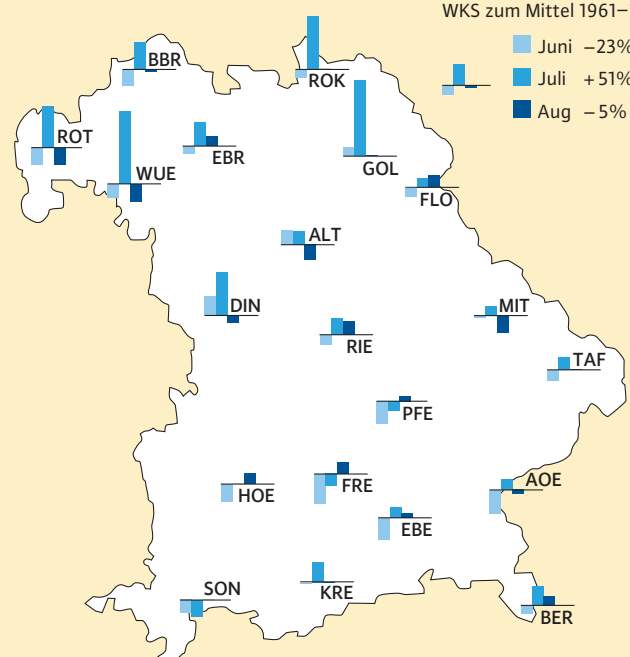 WKS zum Mittel 1961–
Juni –23%
Juli +51%
Aug –5%
BBR
ROK
ROT
EBR
GOL
WUE
FLO
ALT
DIN
MIT
RIE
TAF
PFE
AOE
FRE
HOE
EBE
SON
KRE
BER